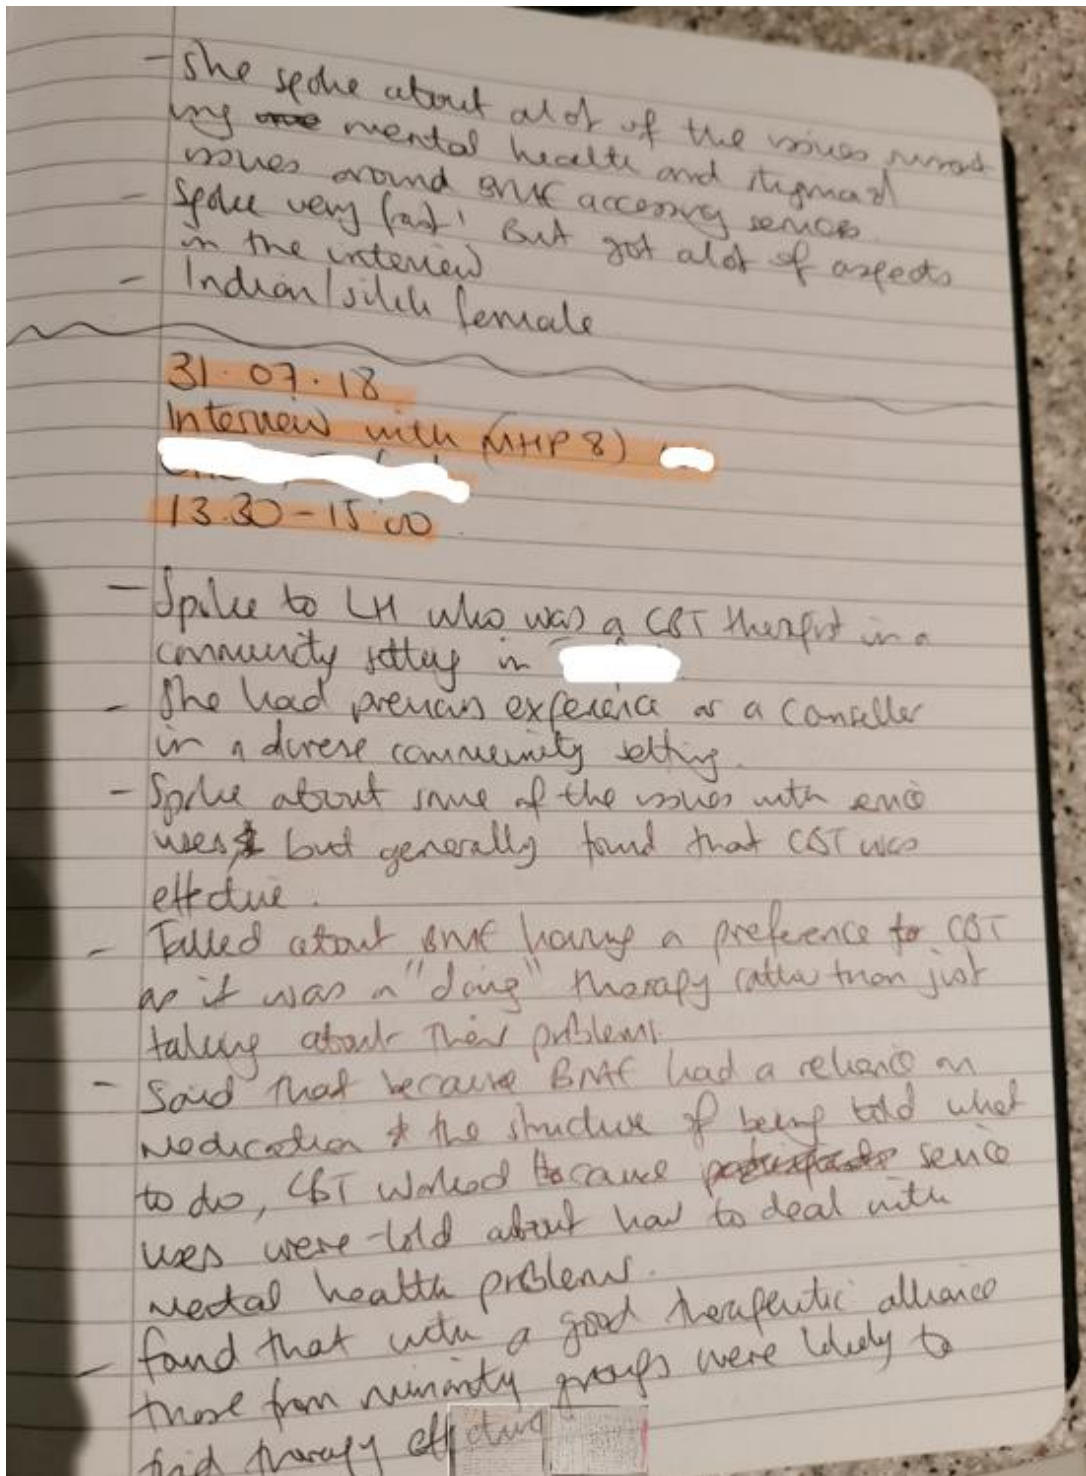 - She spoke about alot of the issues surround
ing mental health and stigma &
issues around BME accessing services.
- Spoke very fast! But got alot of aspects
in the interview
- Indian/sikh female
31.07.18
Interview with (MHP 8)
13.30-15.00
- Spoke to LH who was a CBT therapist in a
community setting in
- She had previous experience as a Counseller
in a diverse community setting.
- Spoke about some of the issues with service
users, but generally found that CBT was
effective.
- Talked about BME having a preference to CBT
as it was a "doing" therapy rather than just
talking about their problems.
- Said that because BME had a reliance on
medication & the structure of being told what
to do, CBT worked because service
users were told about how to deal with
mental health problems.
- found that with a good therapeutic alliance
those from minority groups were likely to
find therapy effective